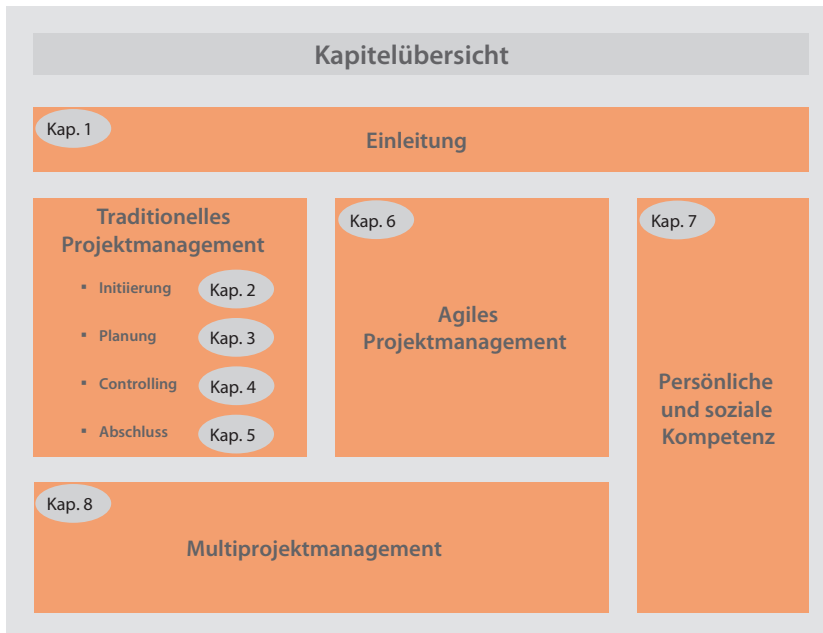 Kapitelübersicht
Kap. 1
Einleitung
Traditionelles
Projektmanagement
▪ Initiierung Kap. 2
▪ Planung Kap. 3
▪ Controlling Kap. 4
▪ Abschluss Kap. 5
Kap. 6
Agiles
Projektmanagement
Kap. 7
Persönliche
und soziale
Kompetenz
Kap. 8
Multiprojektmanagement